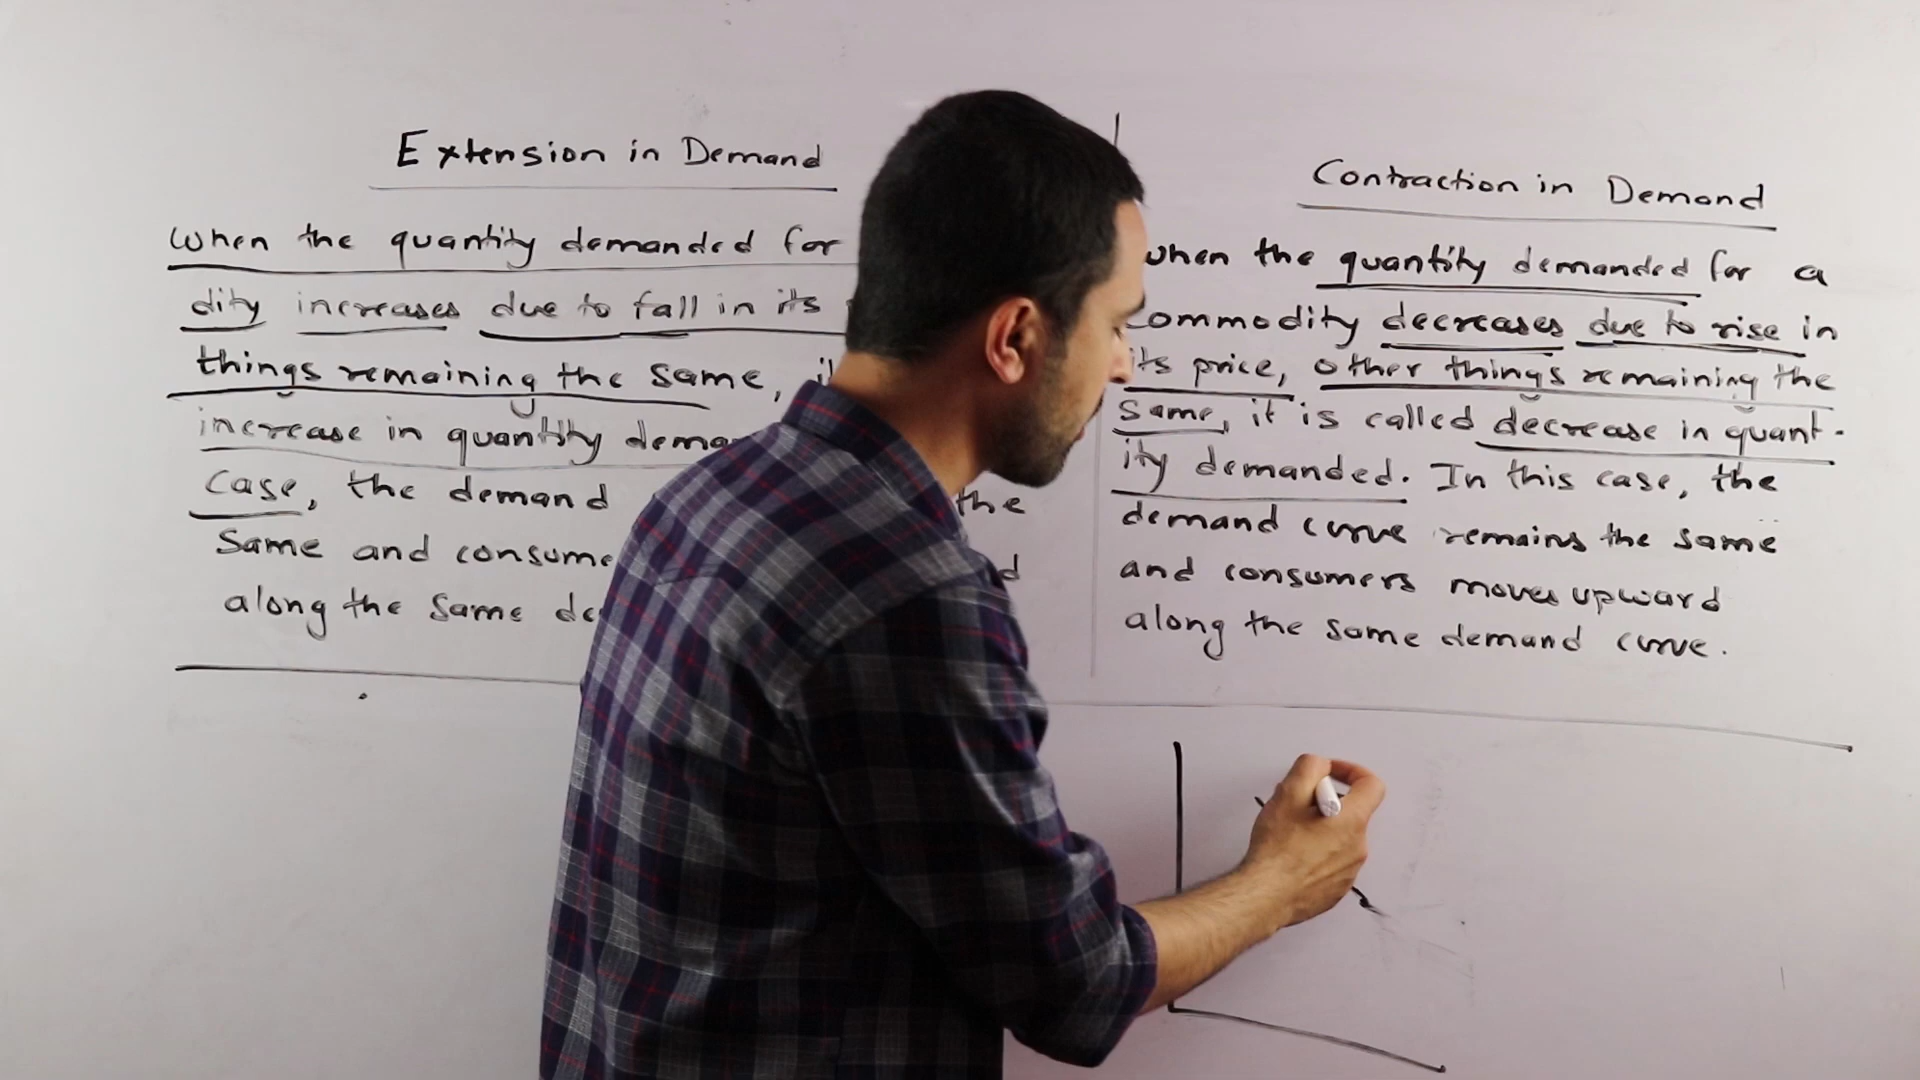 Extension in Demand
when the quantity demanded for
dity increases due to fall in its
things remaining the same,
increase in quantity
case, the demand the
Same and
along the same
Contraction in Demand
when the quantity demanded for a
commodity decreases due to rise in
its price, other things remaining the
same, it is called decrease in quant-
ity demanded. In this case, the
demand curve remains the same
and consumers moves upward
along the same demand curve.